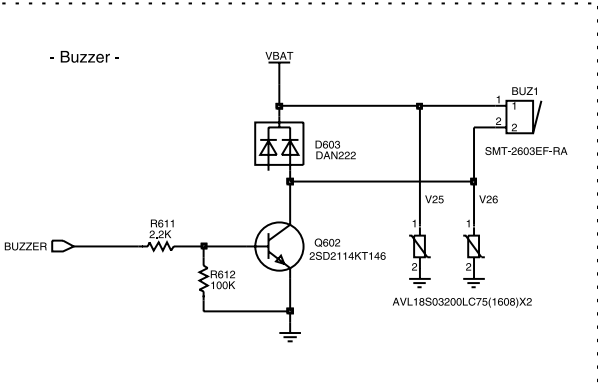 - Buzzer -
VBAT
BUZ1
1
1
2
2
SMT-2603EF-RA
D603
DAN222
V25
V26
R611
2.2K
BUZZER
Q602
2SD2114KT146
1
1
2
2
R612
100K
AVL18S03200LC75(1608)X2